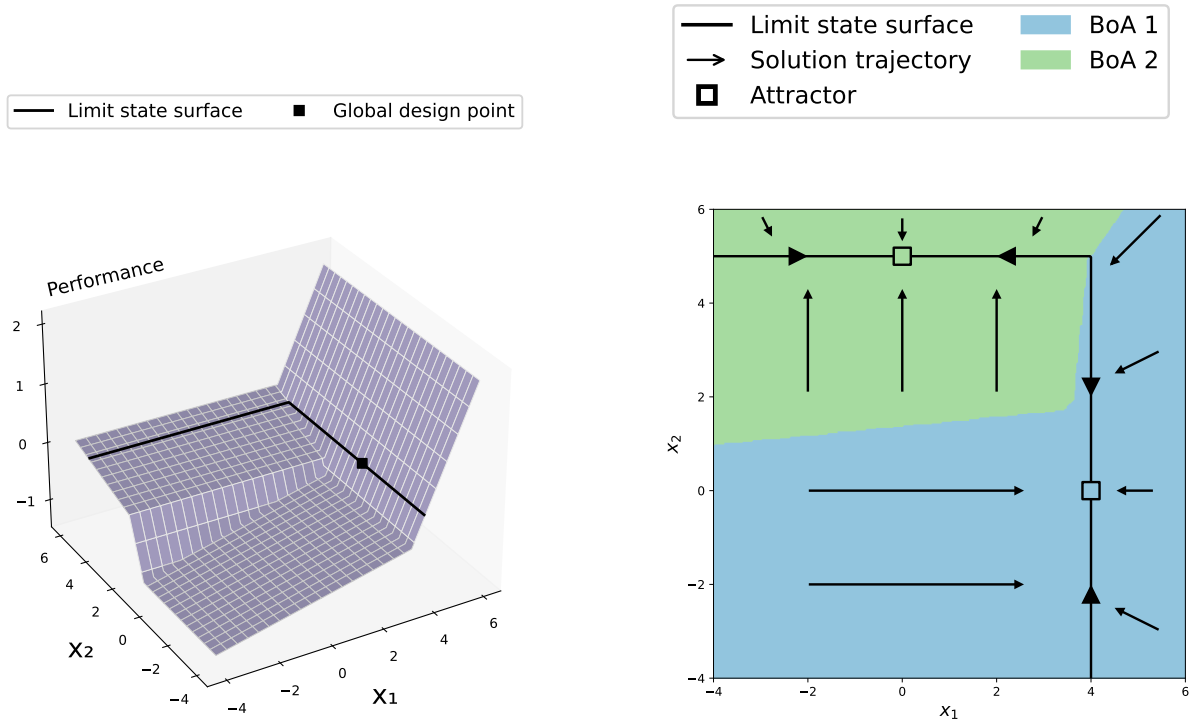 Limit state surface
Global design point
Performance
2
1
0
−1
6
4
2
0
−2
−4
x₂
−4
−2
0
2
4
6
x₁
Limit state surface
Solution trajectory
Attractor
BoA 1
BoA 2
6
4
2
0
−2
−4
x₂
−4
−2
0
2
4
6
x₁